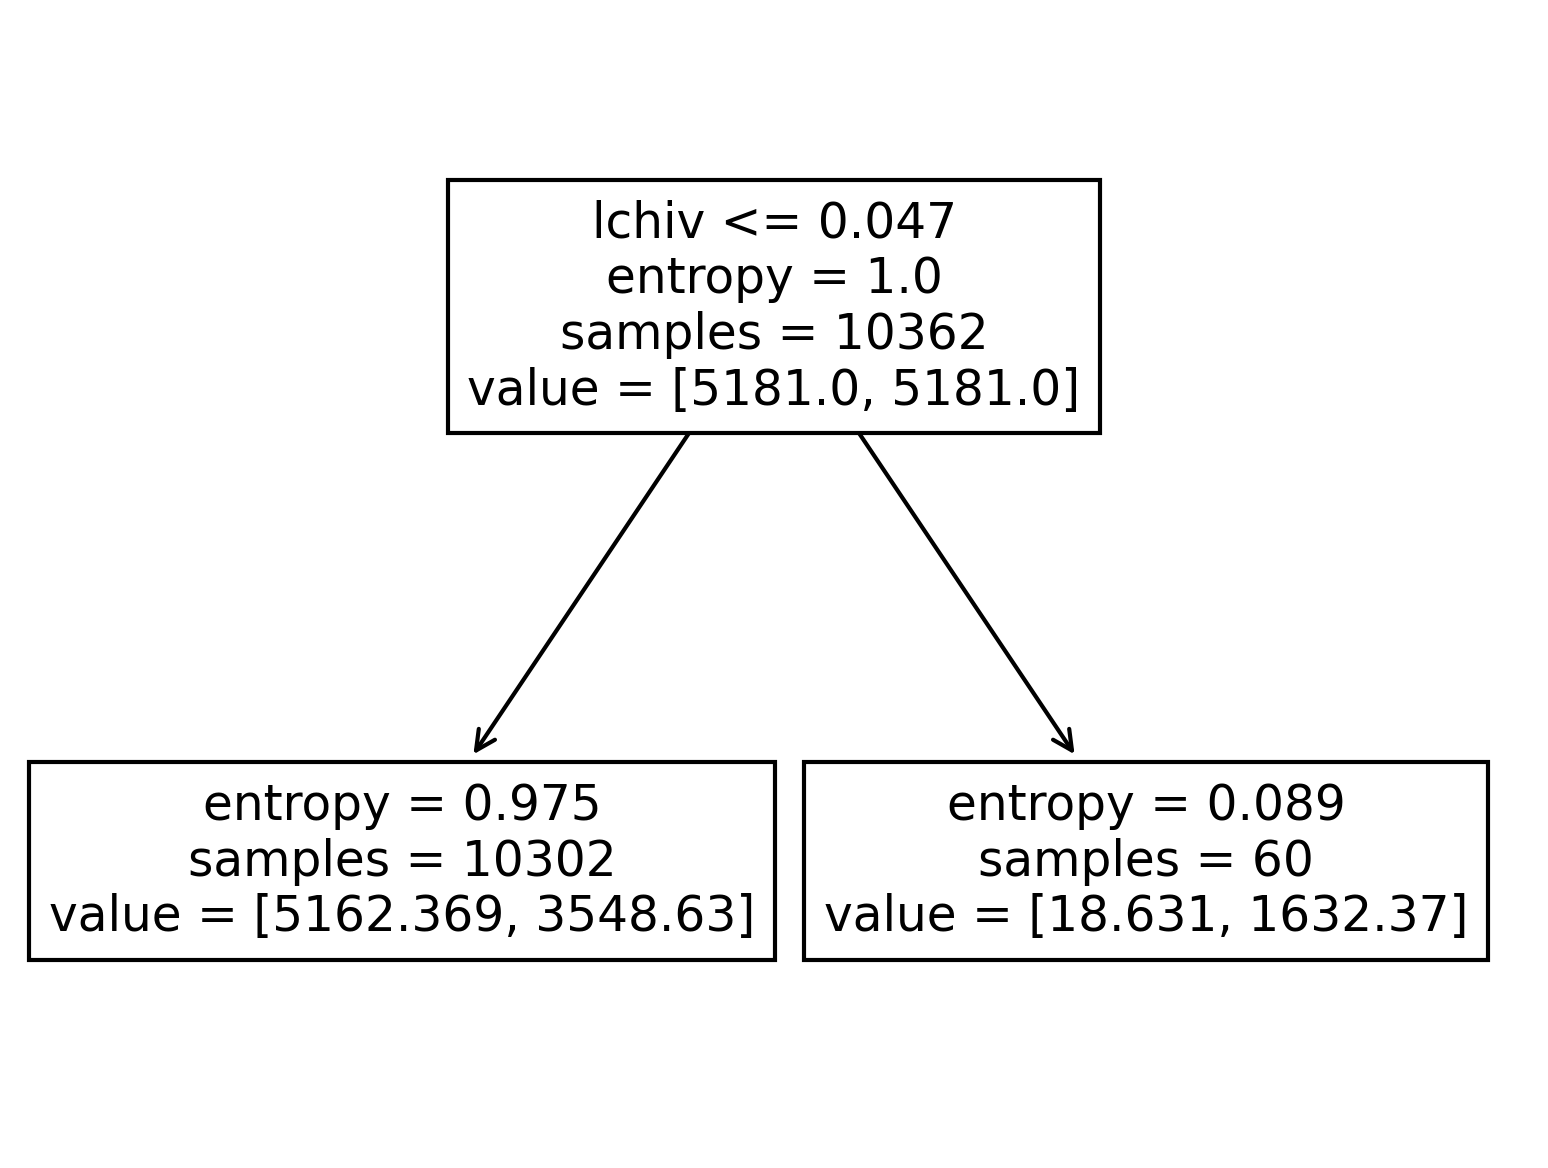 lchiv <= 0.047
entropy = 1.0
samples = 10362
value = [5181.0, 5181.0]
entropy = 0.975
samples = 10302
value = [5162.369, 3548.63]
entropy = 0.089
samples = 60
value = [18.631, 1632.37]